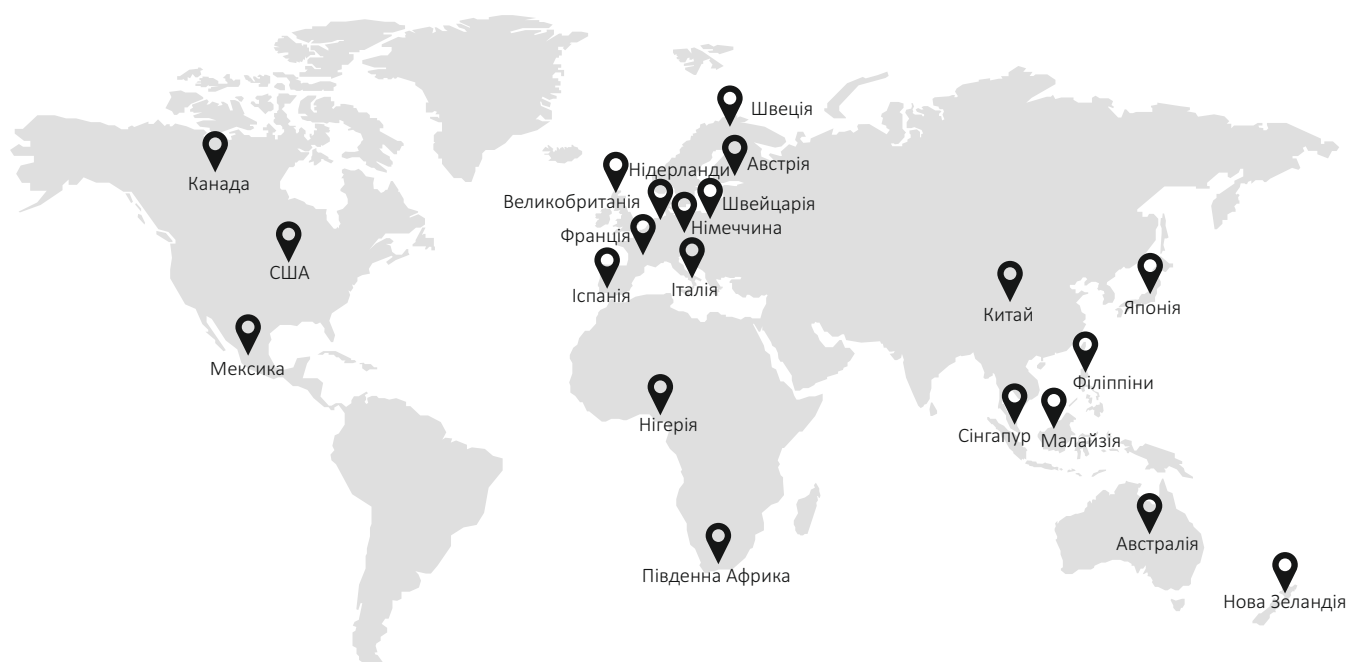 Швеція
Австрія
Нідерланди
Канада
Великобританія
Швейцарія
Німеччина
Франція
США
Італія
Іспанія
Японія
Китай
Мексика
Філіппіни
Нігерія
Сінгапур
Малайзія
Австралія
Південна Африка
Нова Зеландія